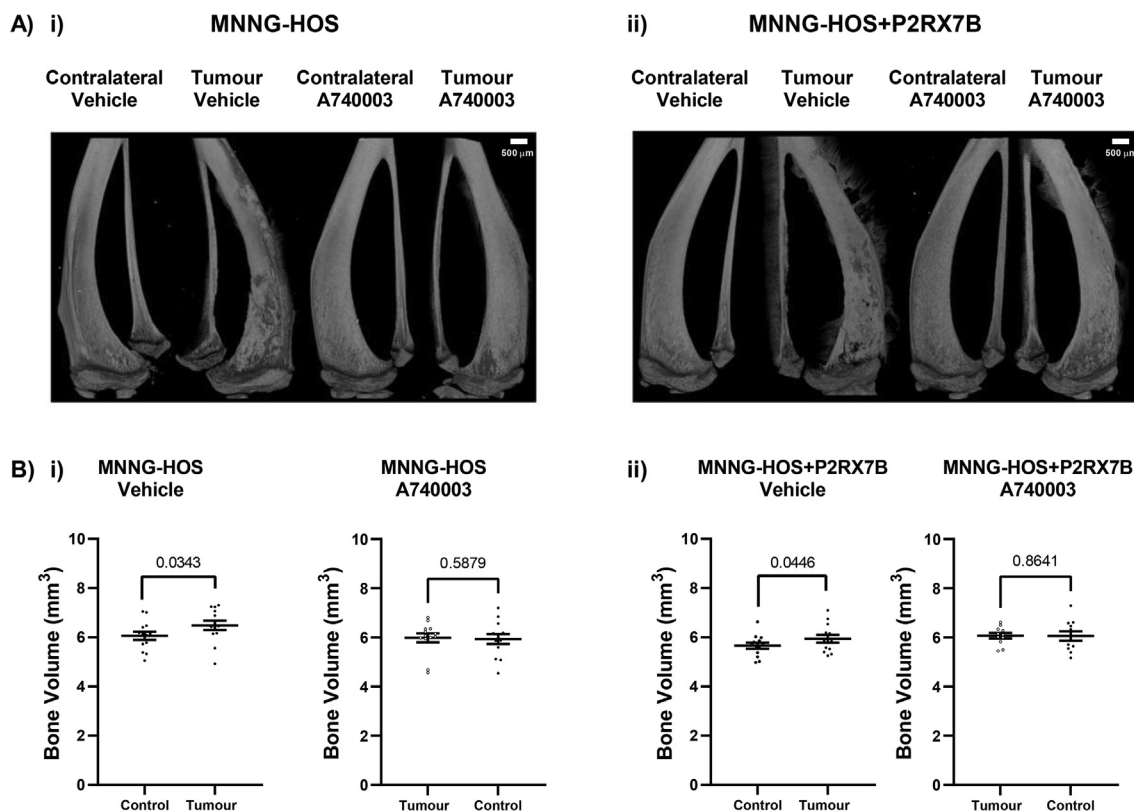 A) i) MNNG-HOS
ii) MNNG-HOS+P2RX7B
Contralateral Tumour Contralateral Tumour
Vehicle Vehicle A740003 A740003
Contralateral Tumour Contralateral Tumour
Vehicle Vehicle A740003 A740003
500 μm
500 μm
B) i) MNNG-HOS
Vehicle
MNNG-HOS
A740003
ii) MNNG-HOS+P2RX7B
Vehicle
MNNG-HOS+P2RX7B
A740003
Bone Volume (mm³)
10
8
6
4
2
0
0.0343
Control Tumour
Bone Volume (mm³)
10
8
6
4
2
0
0.5879
Tumour Control
Bone Volume (mm³)
10
8
6
4
2
0
0.0446
Control Tumour
Bone Volume (mm³)
10
8
6
4
2
0
0.8641
Tumour Control